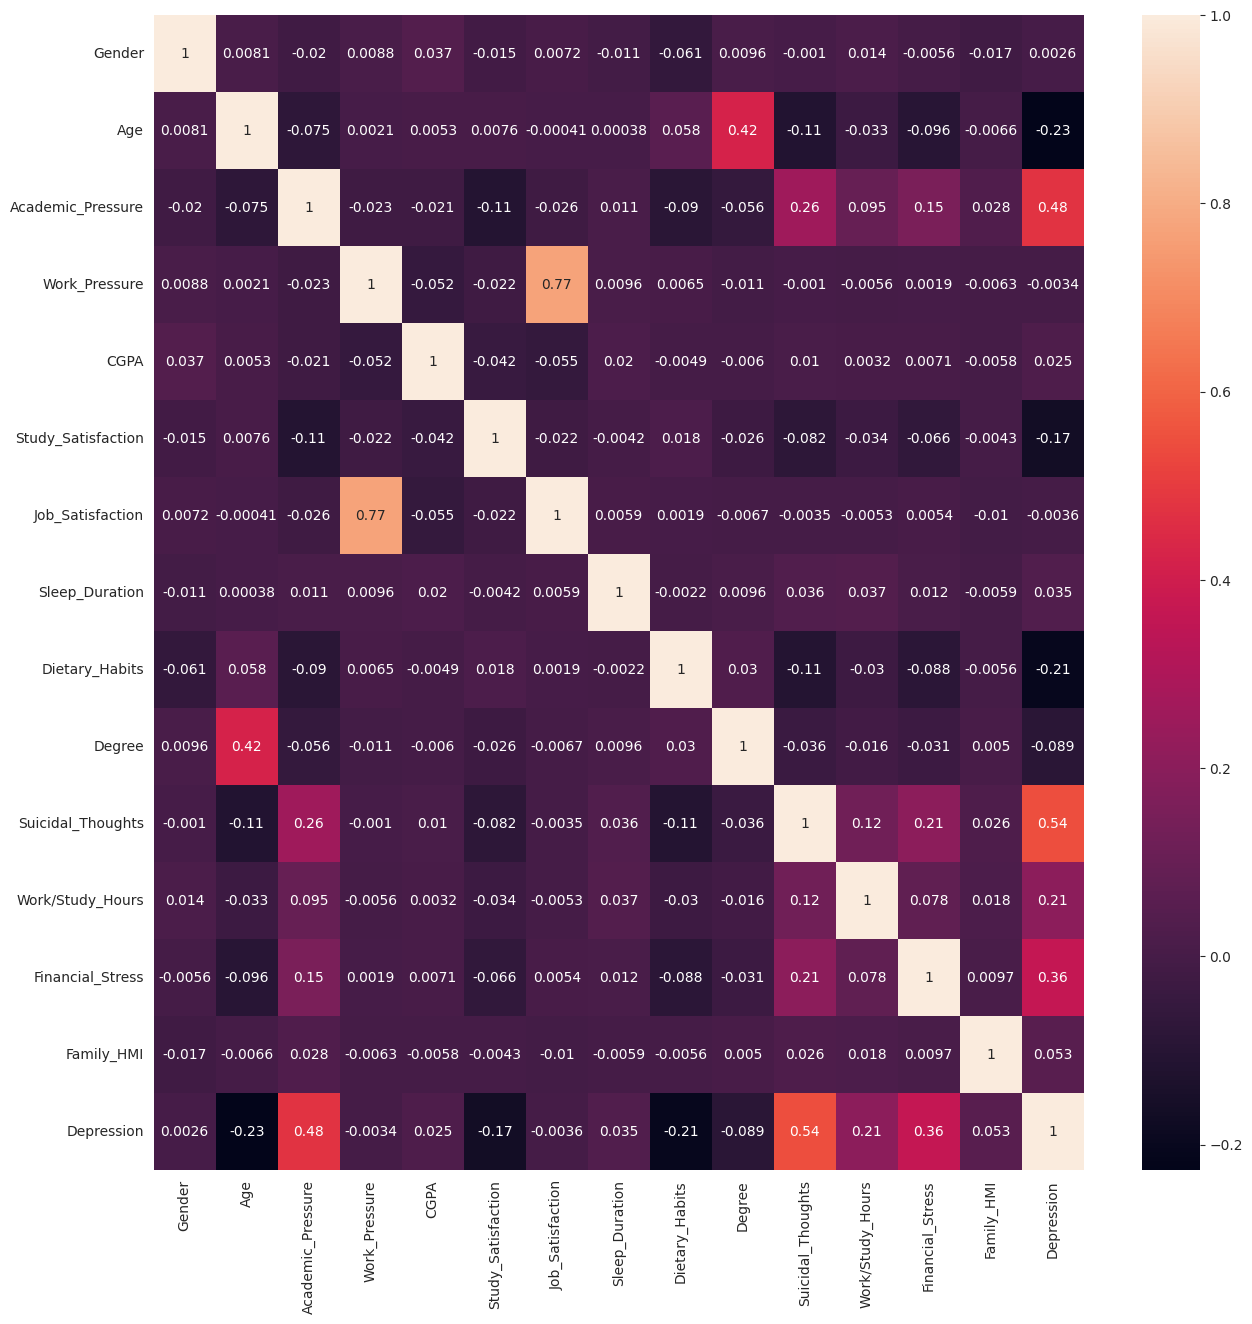 Gender 1 0.0081 -0.02 0.0088 0.037 -0.015 0.0072 -0.011 -0.061 0.0096 -0.001 0.014 -0.0056 -0.017 0.0026
Age 0.0081 1 -0.075 0.0021 0.0053 0.0076 -0.00041 0.00038 0.058 0.42 -0.11 -0.033 -0.096 -0.0066 -0.23
Academic_Pressure -0.02 -0.075 1 -0.023 -0.021 -0.11 -0.026 0.011 -0.09 -0.056 0.26 0.095 0.15 0.028 0.48
Work_Pressure 0.0088 0.0021 -0.023 1 -0.052 -0.022 0.77 0.0096 0.0065 -0.011 -0.001 -0.0056 0.0019 -0.0063 -0.0034
CGPA 0.037 0.0053 -0.021 -0.052 1 -0.042 -0.055 0.02 -0.0049 -0.006 0.01 0.0032 0.0071 -0.0058 0.025
Study_Satisfaction -0.015 0.0076 -0.11 -0.022 -0.042 1 -0.022 -0.0042 0.018 -0.026 -0.082 -0.034 -0.066 -0.0043 -0.17
Job_Satisfaction 0.0072 -0.00041 -0.026 0.77 -0.055 -0.022 1 0.0059 0.0019 -0.0067 -0.0035 -0.0053 0.0054 -0.01 -0.0036
Sleep_Duration -0.011 0.00038 0.011 0.0096 0.02 -0.0042 0.0059 1 -0.0022 0.0096 0.036 0.037 0.012 -0.0059 0.035
Dietary_Habits -0.061 0.058 -0.09 0.0065 -0.0049 0.018 0.0019 -0.0022 1 0.03 -0.11 -0.03 -0.088 -0.0056 -0.21
Degree 0.0096 0.42 -0.056 -0.011 -0.006 -0.026 -0.0067 0.0096 0.03 1 -0.036 -0.016 -0.031 0.005 -0.089
Suicidal_Thoughts -0.001 -0.11 0.26 -0.001 0.01 -0.082 -0.0035 0.036 -0.11 -0.036 1 0.12 0.21 0.026 0.54
Work/Study_Hours 0.014 -0.033 0.095 -0.0056 0.0032 -0.034 -0.0053 0.037 -0.03 -0.016 0.12 1 0.078 0.018 0.21
Financial_Stress -0.0056 -0.096 0.15 0.0019 0.0071 -0.066 0.0054 0.012 -0.088 -0.031 0.21 0.078 1 0.0097 0.36
Family_HMI -0.017 -0.0066 0.028 -0.0063 -0.0058 -0.0043 -0.01 -0.0059 -0.0056 0.005 0.026 0.018 0.0097 1 0.053
Depression 0.0026 -0.23 0.48 -0.0034 0.025 -0.17 -0.0036 0.035 -0.21 -0.089 0.54 0.21 0.36 0.053 1
Gender
Age
Academic_Pressure
Work_Pressure
CGPA
Study_Satisfaction
Job_Satisfaction
Sleep_Duration
Dietary_Habits
Degree
Suicidal_Thoughts
Work/Study_Hours
Financial_Stress
Family_HMI
Depression
1.0
0.8
0.6
0.4
0.2
0.0
−0.2